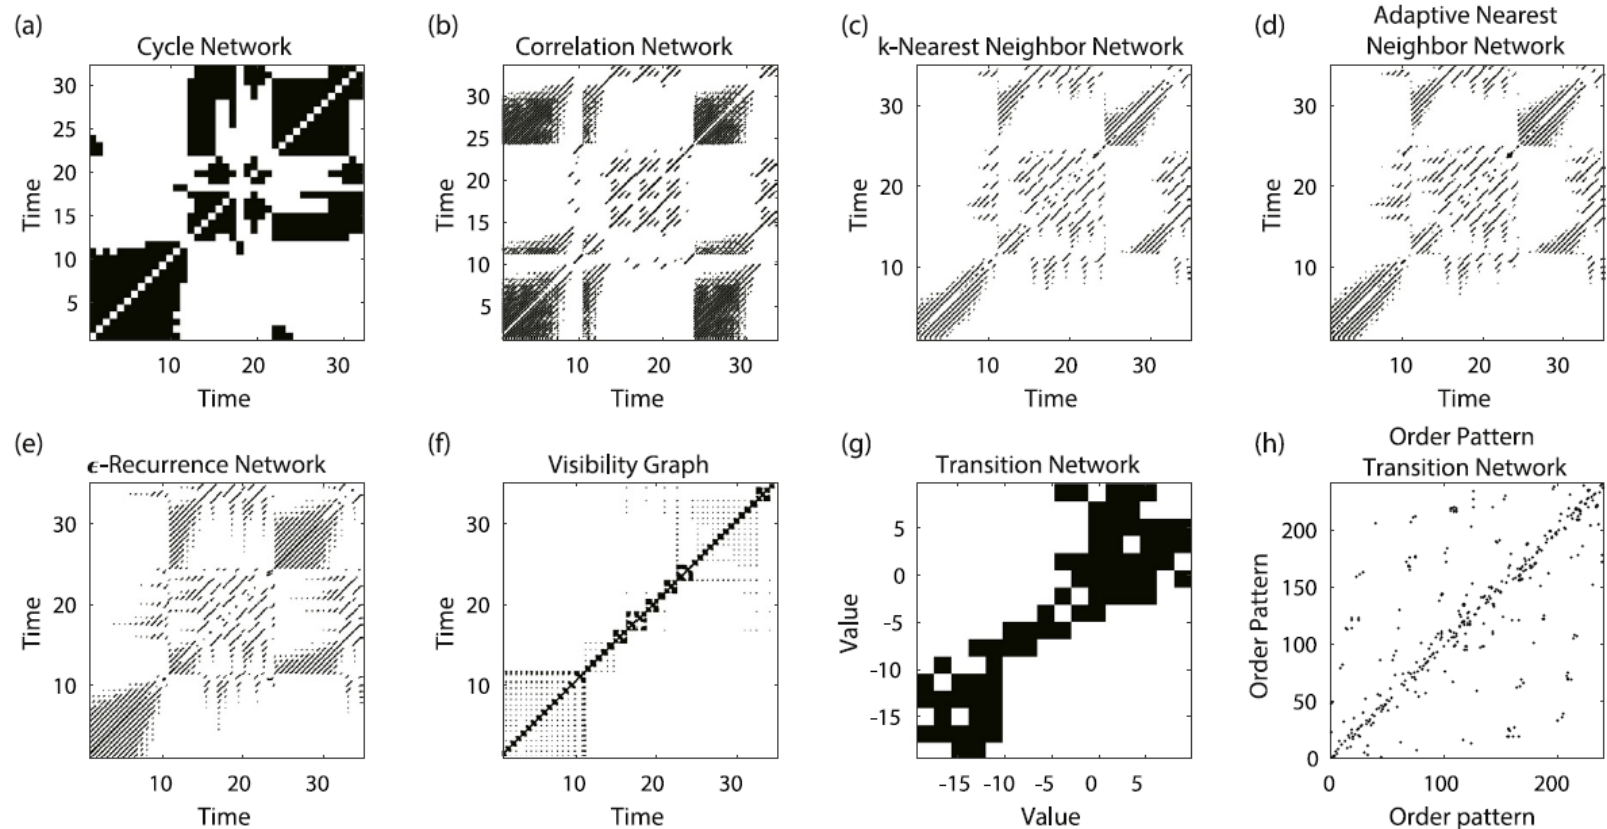 (a)
Cycle Network
30
25
20
15
10
5
Time
10 20 30
Time
(b)
Correlation Network
30
25
20
15
10
5
Time
10 20 30
Time
(c)
k-Nearest Neighbor Network
30
20
10
Time
10 20 30
Time
(d)
Adaptive Nearest
Neighbor Network
30
20
10
Time
10 20 30
Time
(e)
ϵ-Recurrence Network
30
20
10
Time
10 20 30
Time
(f)
Visibility Graph
30
20
10
Time
10 20 30
Time
(g)
Transition Network
5
0
-5
-10
-15
Value
-15 -10 -5 0 5
Value
(h)
Order Pattern
Transition Network
200
150
100
50
0
Order Pattern
0 100 200
Order pattern